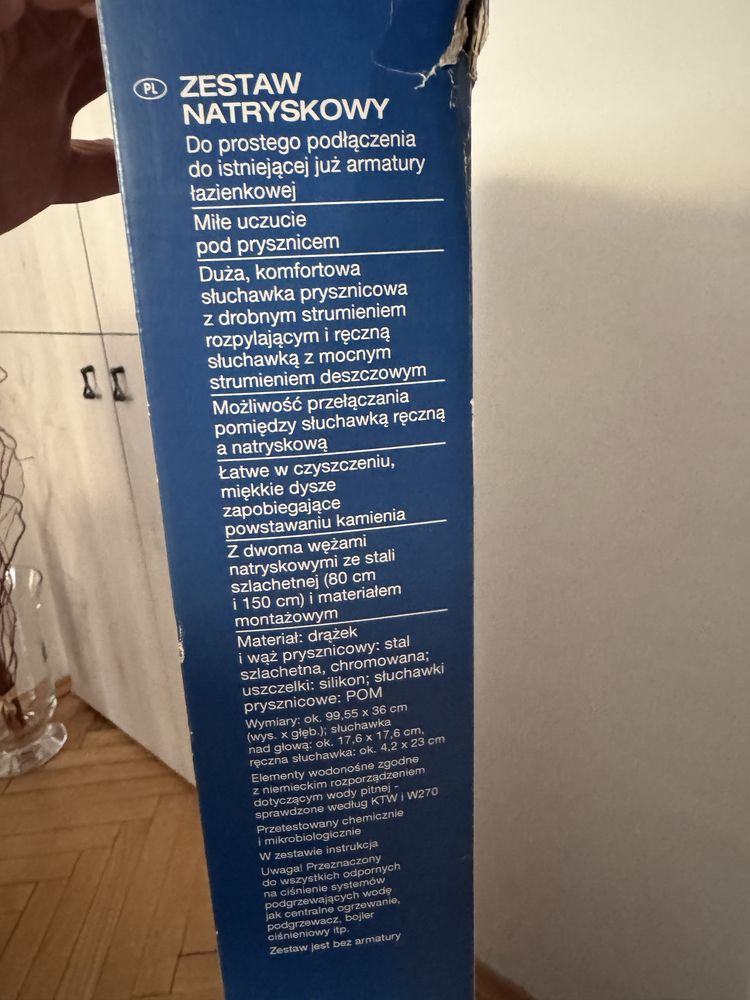 PL ZESTAW
NATRYSKOWY
Do prostego podłączenia
do istniejącej już armatury
łazienkowej
Miłe uczucie
pod prysznicem
Duża, komfortowa
słuchawka prysznicowa
z drobnym strumieniem
rozpylającym i ręczną
słuchawką z mocnym
strumieniem deszczowym
Możliwość przełączania
pomiędzy słuchawką ręczną
a natryskową
Łatwe w czyszczeniu,
miękkie dysze
zapobiegające
powstawaniu kamienia
Z dwoma wężami
natryskowymi ze stali
szlachetnej (80 cm
i 150 cm) i materiałem
montażowym
Materiał: drążek
i wąż prysznicowy: stal
szlachetna, chromowana;
uszczelki: silikon; słuchawki
prysznicowe: POM
Wymiary: ok. 99,55 x 36 cm
(wys. x głęb.); słuchawka
nad głową: ok. 17,6 x 17,6 cm,
ręczna słuchawka: ok. 4,2 x 23 cm
Elementy wodonośne zgodne
z niemieckim rozporządzeniem
dotyczącym wody pitnej -
sprawdzone według KTW i W270
Przetestowany chemicznie
i mikrobiologicznie
W zestawie instrukcja
Uwaga! Przeznaczony
do wszystkich odpornych
na ciśnienie systemów
podgrzewających wodę
jak centralne ogrzewanie,
podgrzewacz, bojler
ciśnieniowy itp.
Zestaw jest bez armatury